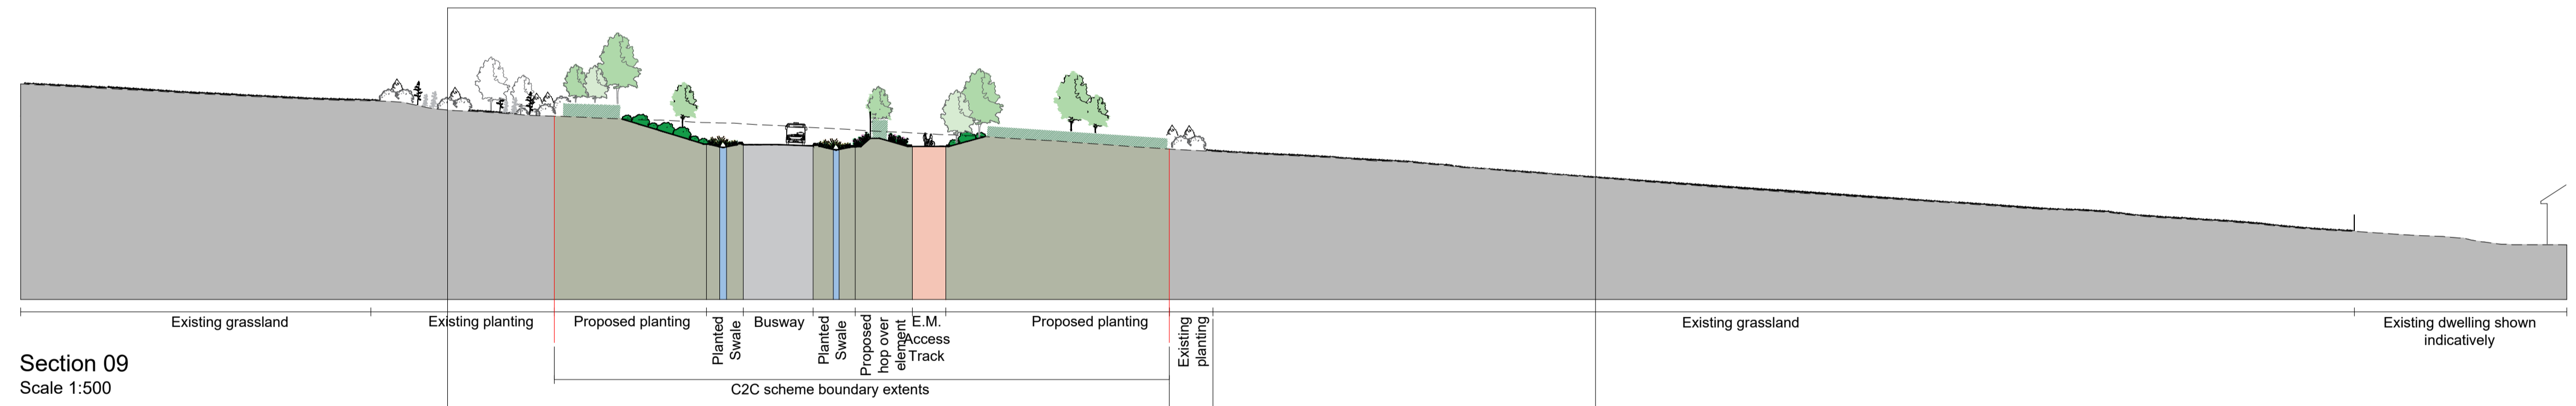 Existing grassland
Existing planting
Proposed planting
Planted
Swale
Busway
Planted
Swale
Proposed
hop over
element
E.M.
Access
Track
Proposed planting
Existing
planting
Existing grassland
Existing dwelling shown
indicatively
Section 09
Scale 1:500
C2C scheme boundary extents